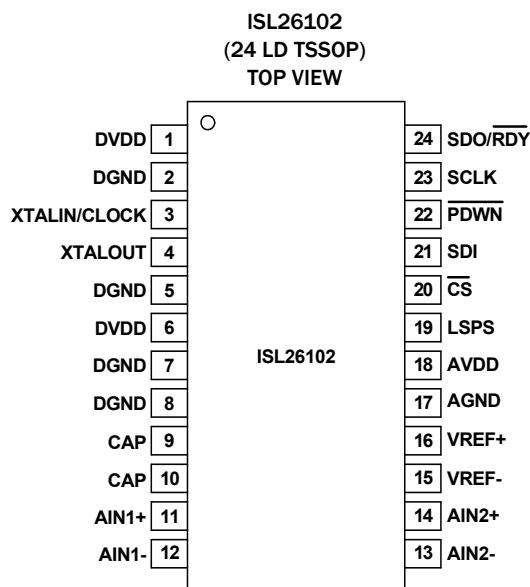 ISL26102
(24 LD TSSOP)
TOP VIEW
DVDD 1
24 SDO/RDY
DGND 2
23 SCLK
XTALIN/CLOCK 3
22 PDWN
XTALOUT 4
21 SDI
DGND 5
20 CS
DVDD 6
19 LSPS
DGND 7
ISL26102
18 AVDD
DGND 8
17 AGND
CAP 9
16 VREF+
CAP 10
15 VREF-
AIN1+ 11
14 AIN2+
AIN1- 12
13 AIN2-